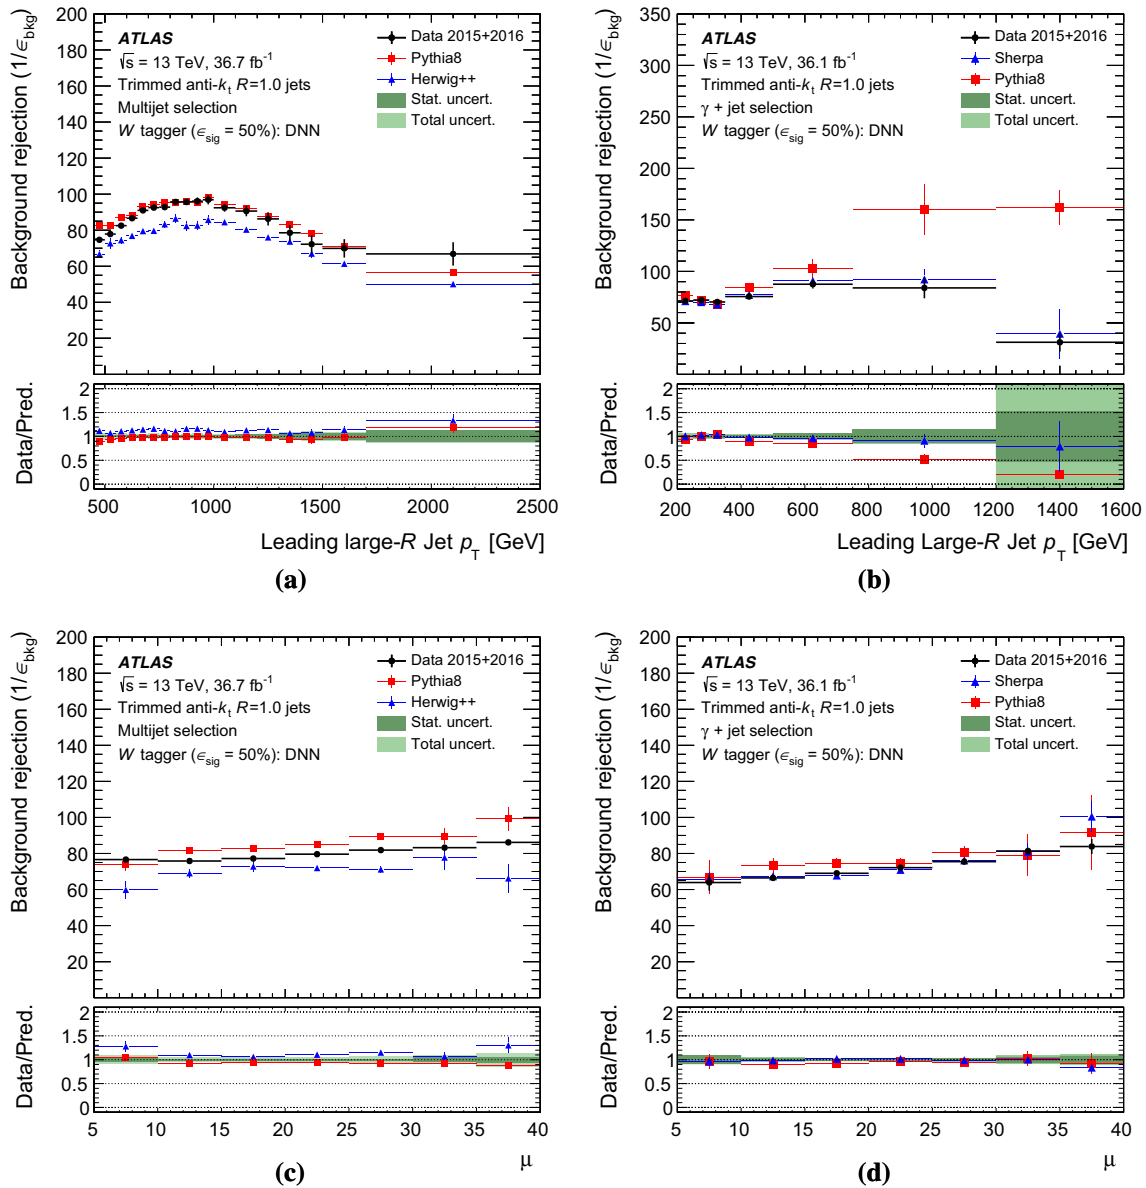 Background rejection (1/ϵbkg)
200
180
160
140
120
100
80
60
40
20
ATLAS
√s = 13 TeV, 36.7 fb⁻¹
Trimmed anti-kt R=1.0 jets
Multijet selection
W tagger (ϵsig = 50%): DNN
Data 2015+2016
Pythia8
Herwig++
Stat. uncert.
Total uncert.
Data/Pred.
2
1.5
1
0.5
0
500 1000 1500 2000 2500
Leading large-R Jet pT [GeV]
(a)
Background rejection (1/ϵbkg)
350
300
250
200
150
100
50
ATLAS
√s = 13 TeV, 36.1 fb⁻¹
Trimmed anti-kt R=1.0 jets
γ + jet selection
W tagger (ϵsig = 50%): DNN
Data 2015+2016
Sherpa
Pythia8
Stat. uncert.
Total uncert.
Data/Pred.
2
1.5
1
0.5
0
200 400 600 800 1000 1200 1400 1600
Leading Large-R Jet pT [GeV]
(b)
Background rejection (1/ϵbkg)
200
180
160
140
120
100
80
60
40
20
ATLAS
√s = 13 TeV, 36.7 fb⁻¹
Trimmed anti-kt R=1.0 jets
Multijet selection
W tagger (ϵsig = 50%): DNN
Data 2015+2016
Pythia8
Herwig++
Stat. uncert.
Total uncert.
Data/Pred.
2
1.5
1
0.5
0
5 10 15 20 25 30 35 40
μ
(c)
Background rejection (1/ϵbkg)
200
180
160
140
120
100
80
60
40
20
ATLAS
√s = 13 TeV, 36.1 fb⁻¹
Trimmed anti-kt R=1.0 jets
γ + jet selection
W tagger (ϵsig = 50%): DNN
Data 2015+2016
Sherpa
Pythia8
Stat. uncert.
Total uncert.
Data/Pred.
2
1.5
1
0.5
0
5 10 15 20 25 30 35 40
μ
(d)